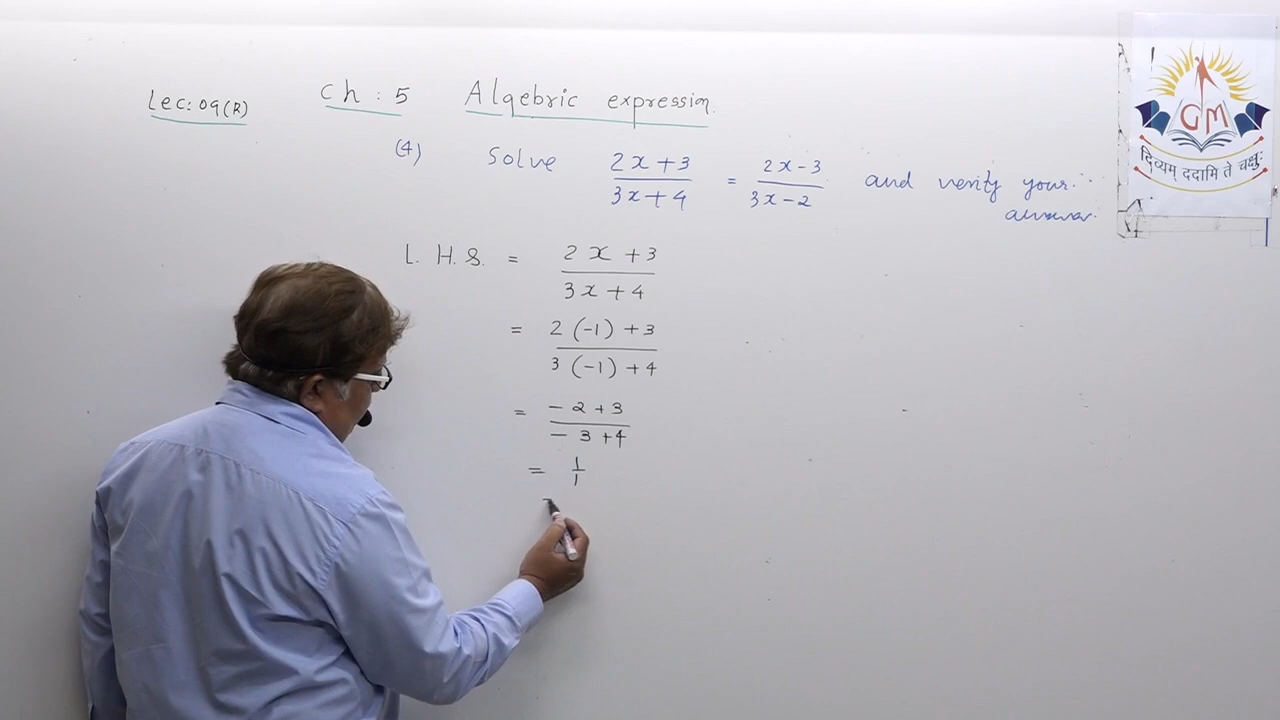 Lec: 09(R) Ch : 5 Algebric expression.
(4) Solve 2x+3/3x+4 = 2x-3/3x-2 and verify your
answer.
L. H. S. = 2x+3/3x+4
= 2(-1)+3/3(-1)+4
= -2+3/-3+4
= 1/1
GM
दिव्यम् ददामि ते चक्षुः